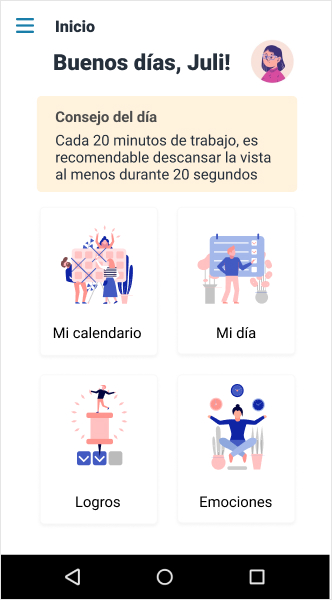 Inicio
Buenos días, Juli!
Consejo del día
Cada 20 minutos de trabajo, es
recomendable descansar la vista
al menos durante 20 segundos
Mi calendario
Mi día
Logros
Emociones